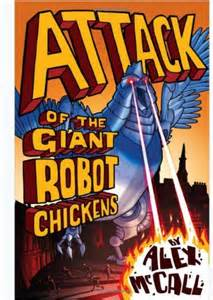 ATTACK
OF THE
GIANT
ROBOT
CHICKENS
BY
ALEX
McCALL